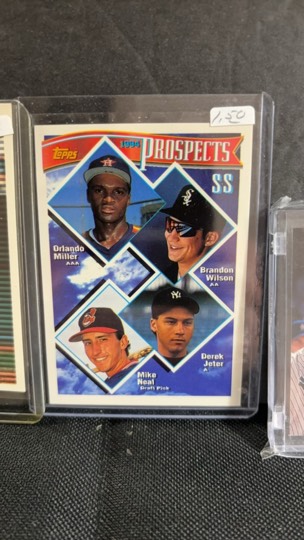 1.50
TOPPS
1994
PROSPECTS
SS
Orlando
Miller
AAA
Brandon
Wilson
AA
Mike
Neal
Draft Pick
Derek
Jeter
A